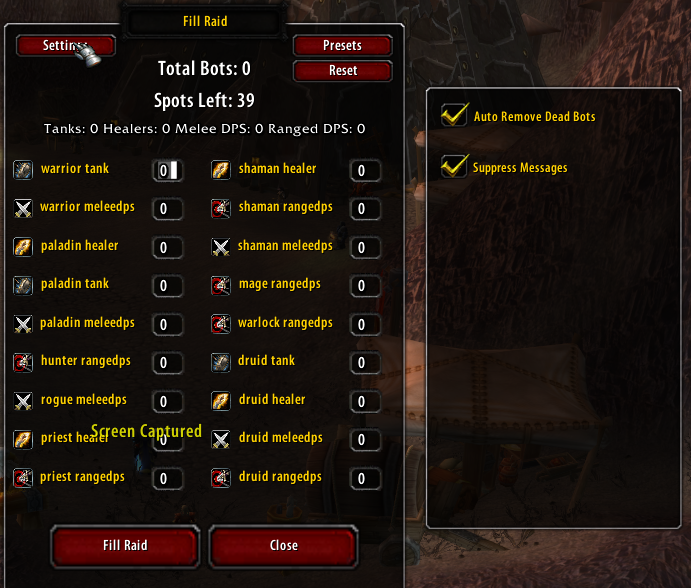 Fill Raid
Settings
Presets
Total Bots: 0
Reset
Spots Left: 39
Tanks: 0 Healers: 0 Melee DPS: 0 Ranged DPS: 0
warrior tank 0 shaman healer 0
warrior meleedps 0 shaman rangedps 0
paladin healer 0 shaman meleedps 0
paladin tank 0 mage rangedps 0
paladin meleedps 0 warlock rangedps 0
hunter rangedps 0 druid tank 0
rogue meleedps 0 druid healer 0
Screen Captured
priest healer 0 druid meleedps 0
priest rangedps 0 druid rangedps 0
Fill Raid Close
Auto Remove Dead Bots
Suppress Messages